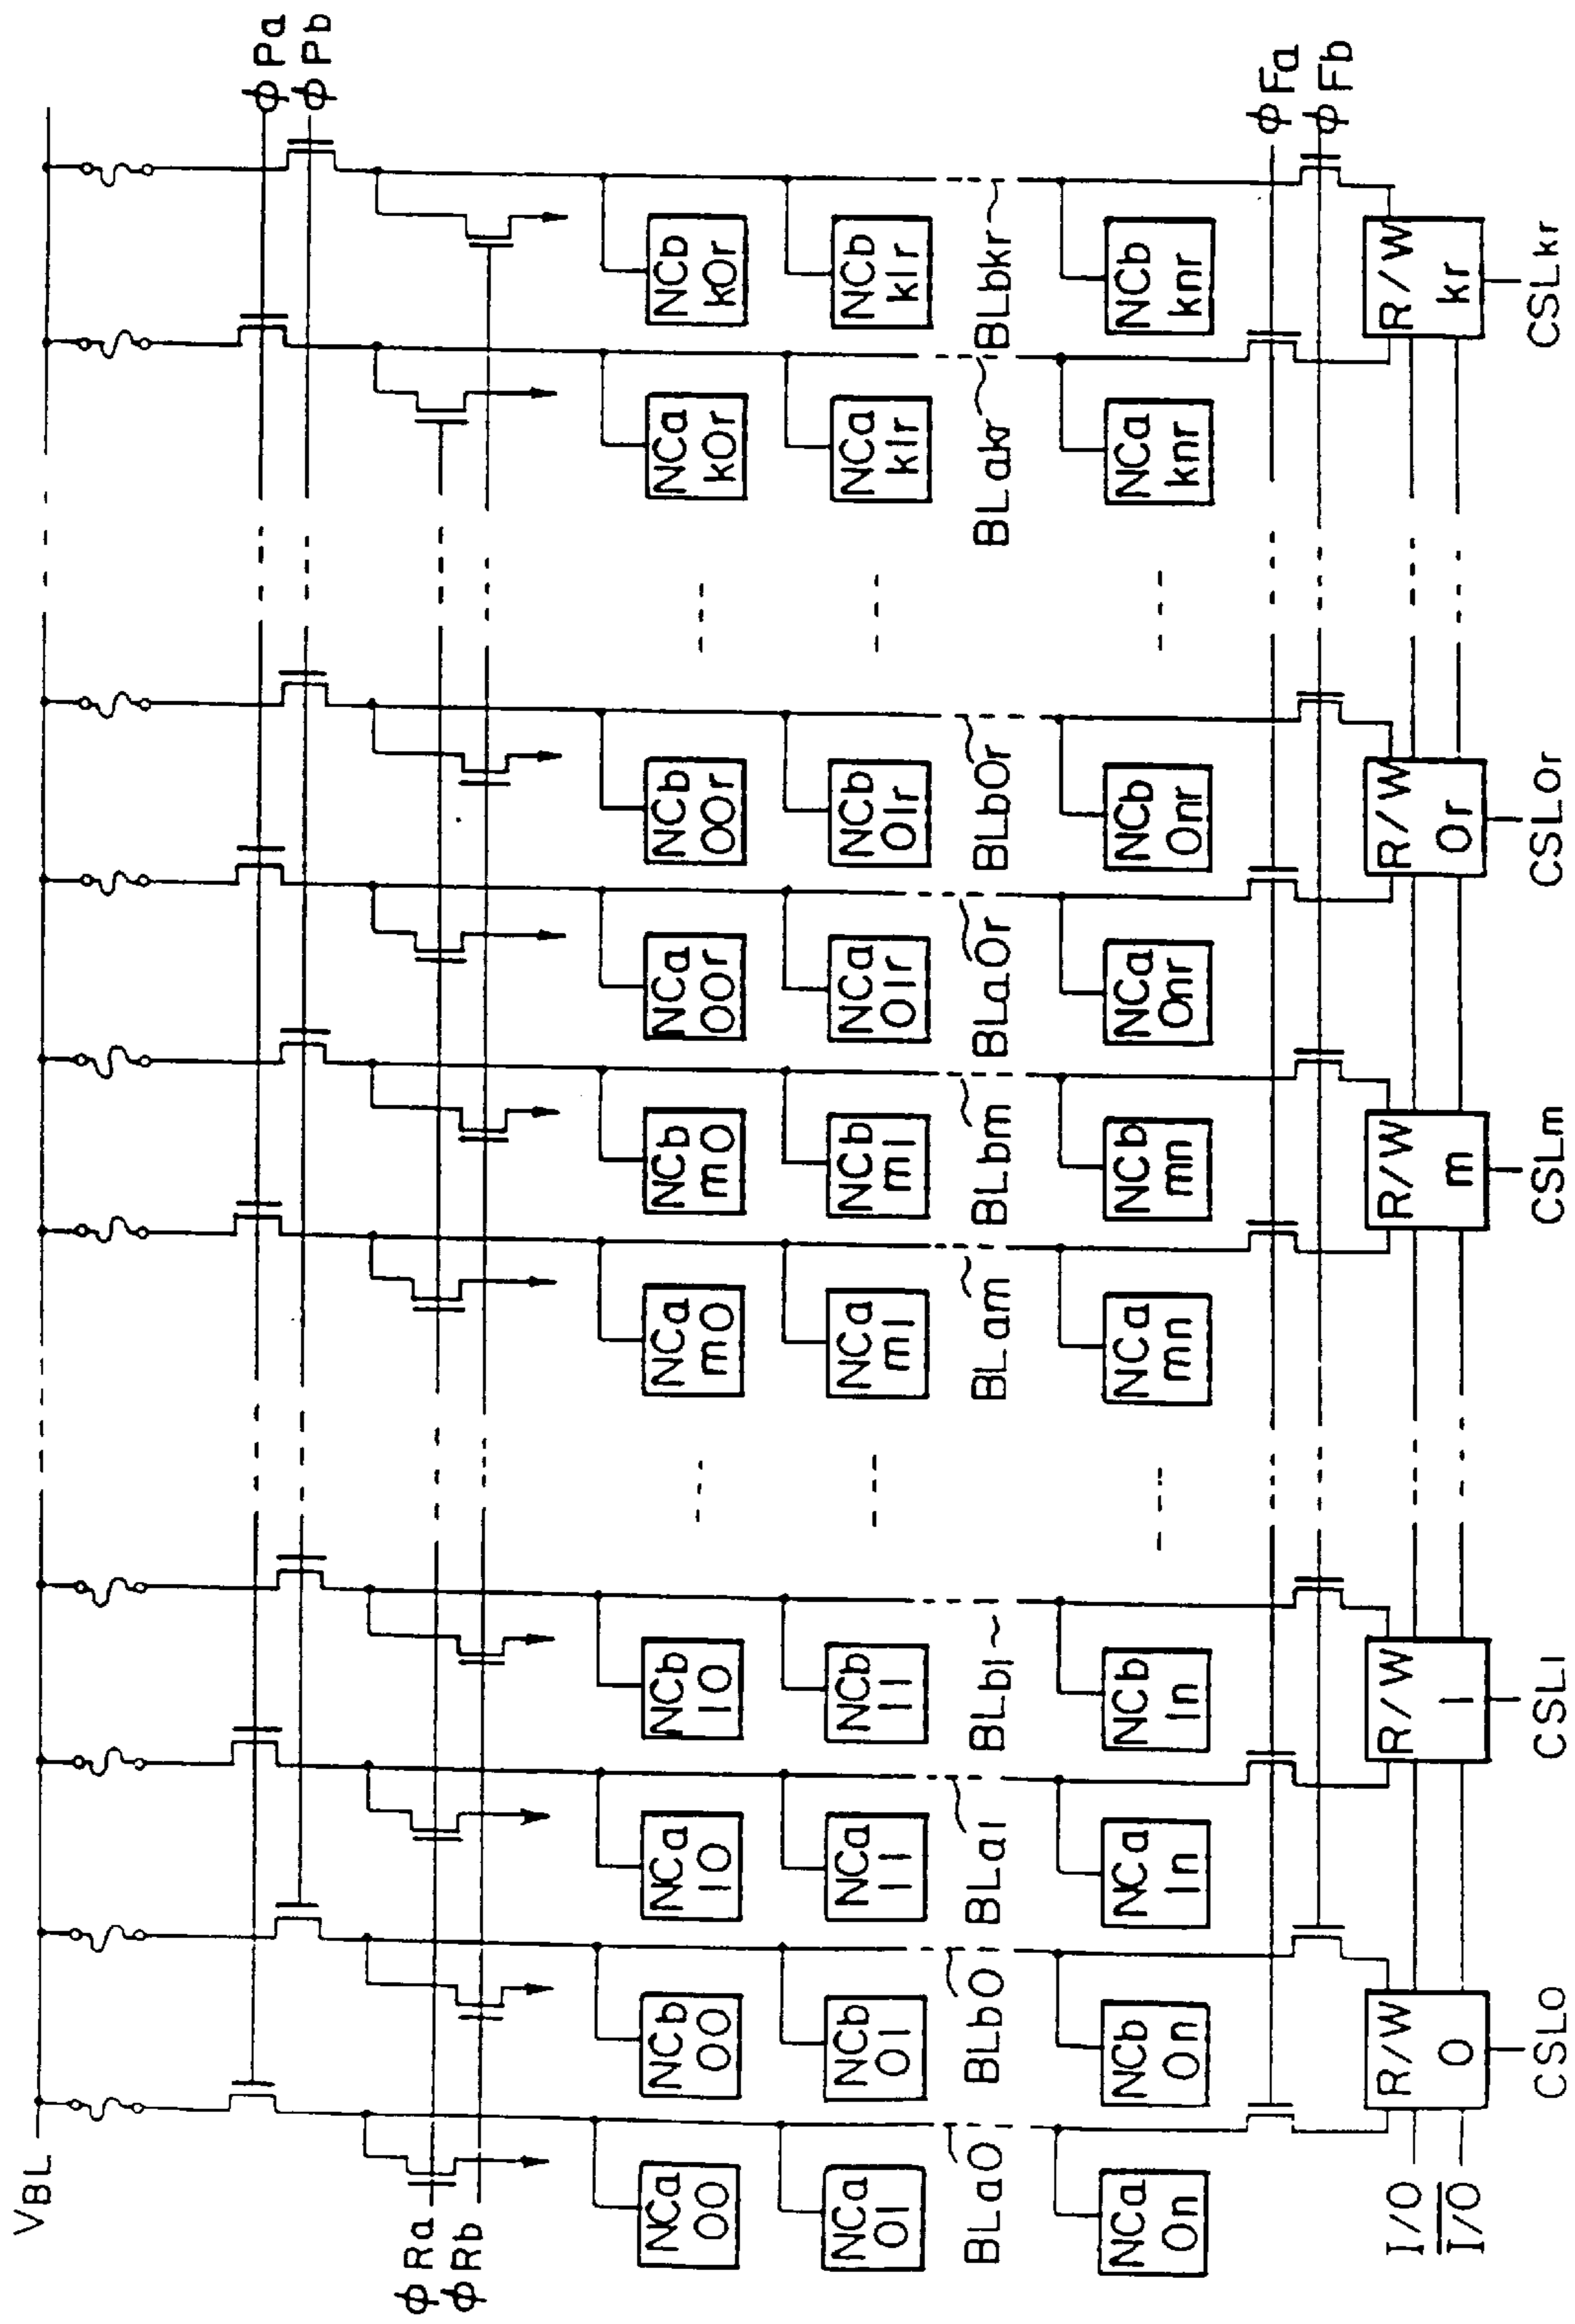 VBL
φPa
φPb
φRa
φRb
NCa 00
NCb 00
NCa 10
NCb 10
NCa m0
NCb m0
NCa 00r
NCb 00r
NCa k0r
NCb k0r
NCa 01
NCb 01
NCa 11
NCb 11
NCa m1
NCb m1
NCa 01r
NCb 01r
NCa k1r
NCb k1r
BLa0
BLb0
BLa1
BLb1
BLam
BLbm
BLa0r
BLb0r
BLakr
BLbkr
NCa 0n
NCb 0n
NCa 1n
NCb 1n
NCa mn
NCb mn
NCa 0nr
NCb 0nr
NCa knr
NCb knr
φFa
φFb
I/O
I/O
R/W 0
R/W 1
R/W m
R/W 0r
R/W kr
CSL0
CSL1
CSLm
CSL0r
CSLkr